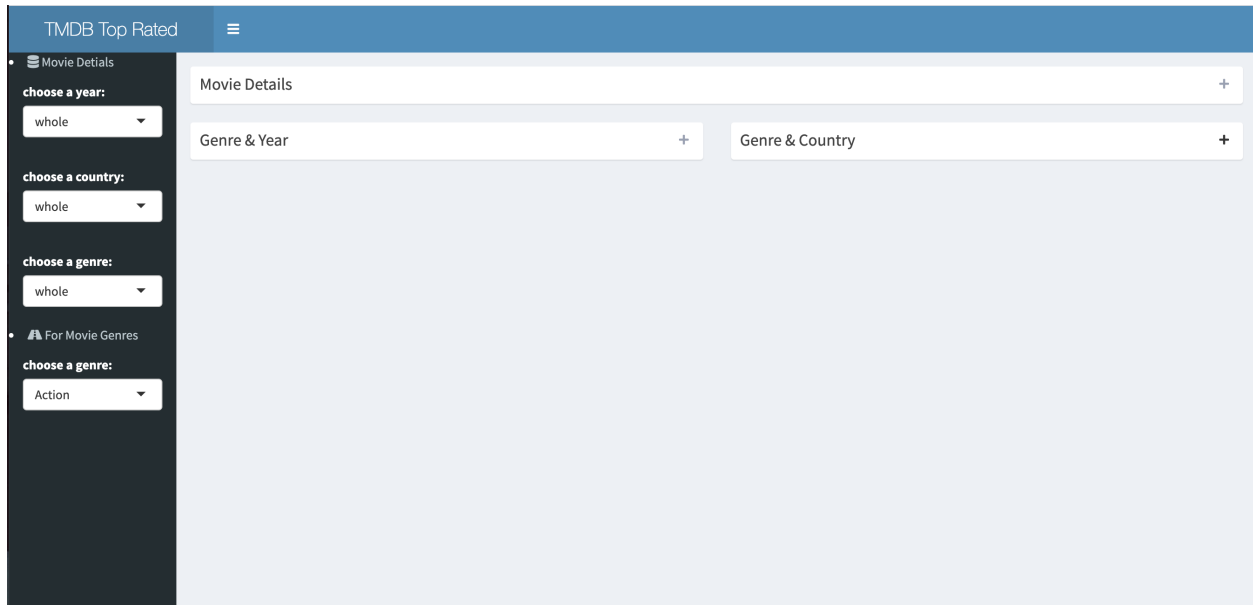 TMDB Top Rated
Movie Detials
choose a year:
whole
choose a country:
whole
choose a genre:
whole
For Movie Genres
choose a genre:
Action
Movie Details
Genre & Year
Genre & Country